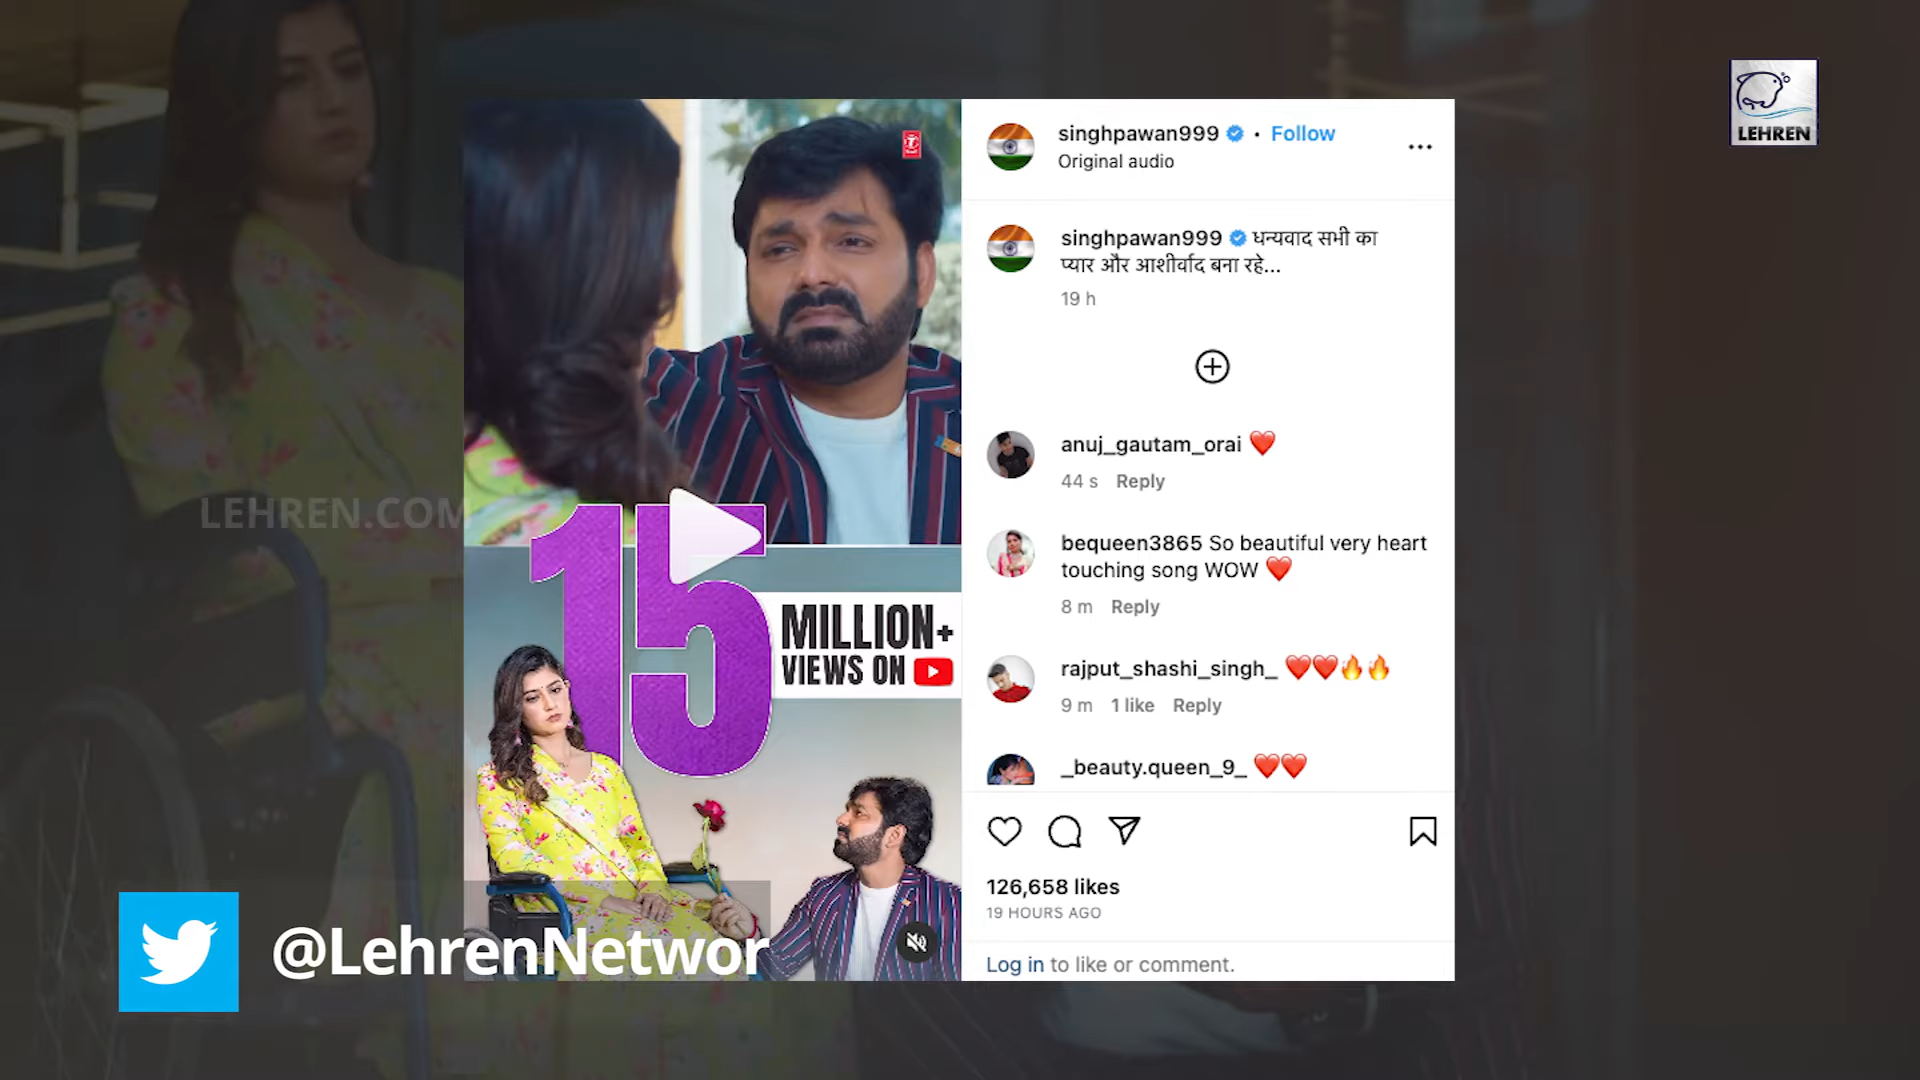 LEHREN
singhpawan999 • Follow
Original audio
singhpawan999 धन्यवाद सभी का
प्यार और आशीर्वाद बना रहे...
19 h
anuj_gautam_orai ❤️
44 s Reply
bequeen3865 So beautiful very heart
touching song WOW ❤️
8 m Reply
rajput_shashi_singh_ ❤️❤️🔥🔥
9 m 1 like Reply
_beauty.queen_9_ ❤️❤️
126,658 likes
19 HOURS AGO
Log in to like or comment.
15
MILLION+
VIEWS ON
LEHREN.COM
@LehrenNetwor